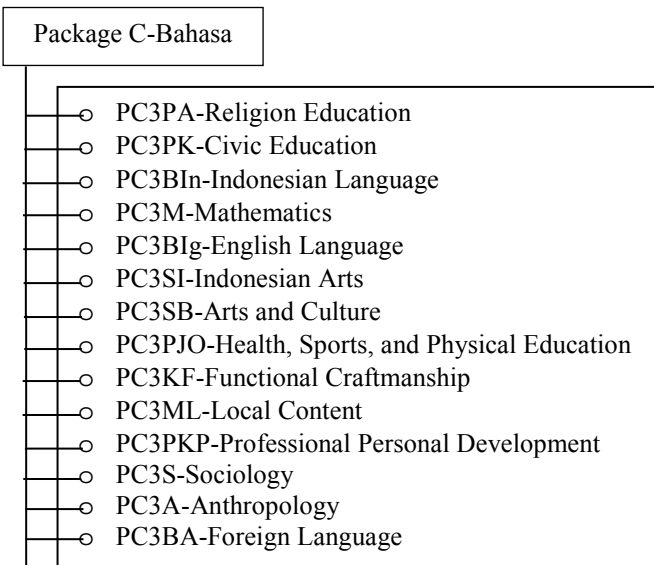 Package C-Bahasa
PC3PA-Religion Education
PC3PK-Civic Education
PC3BIn-Indonesian Language
PC3M-Mathematics
PC3BIg-English Language
PC3SI-Indonesian Arts
PC3SB-Arts and Culture
PC3PJO-Health, Sports, and Physical Education
PC3KF-Functional Craftmanship
PC3ML-Local Content
PC3PKP-Professional Personal Development
PC3S-Sociology
PC3A-Anthropology
PC3BA-Foreign Language